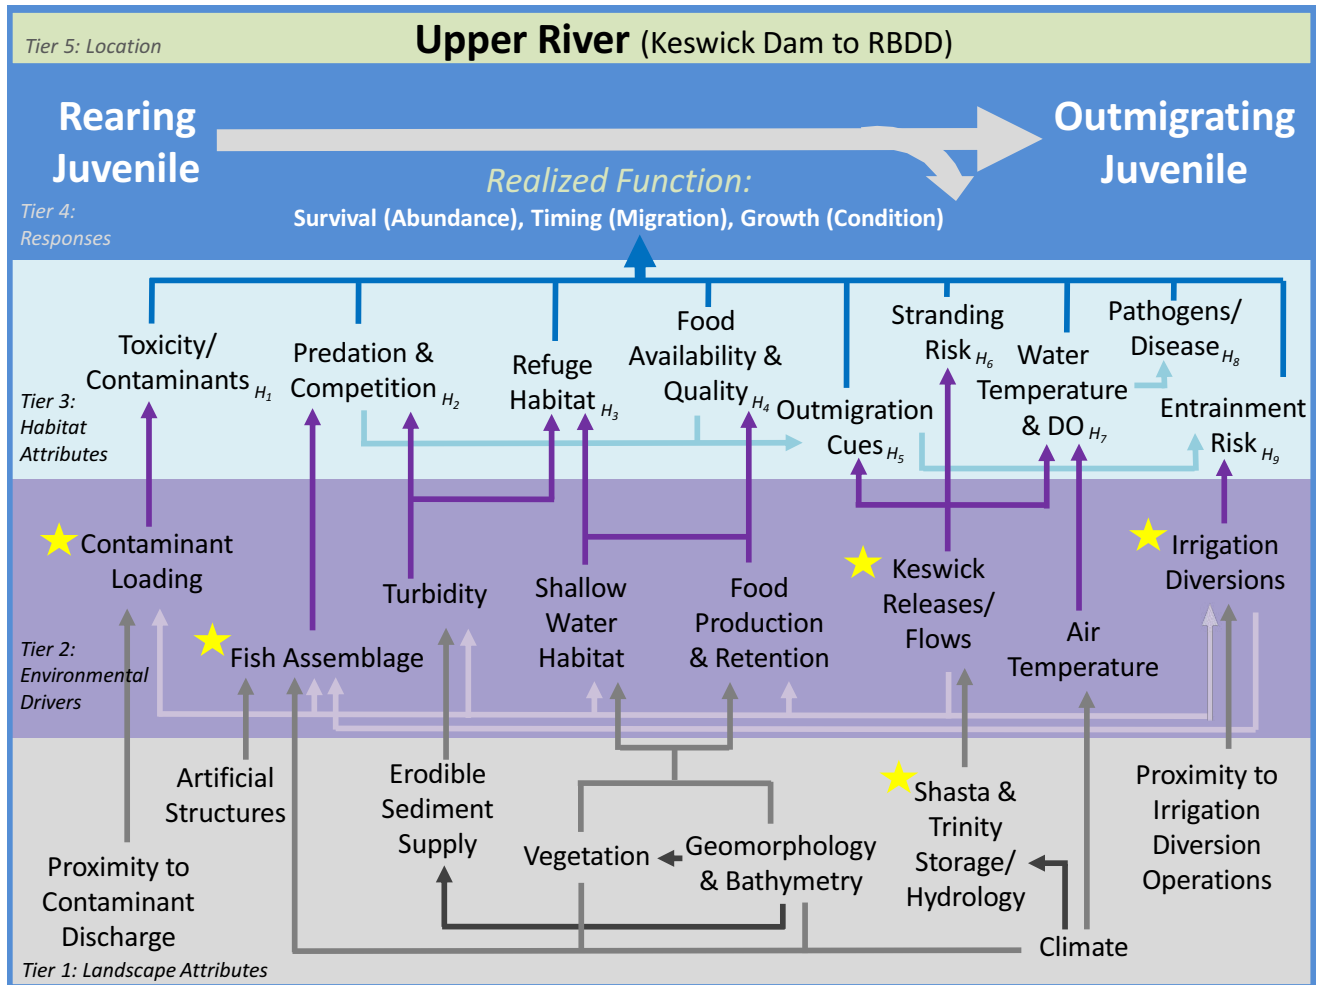 Tier 5: Location
Upper River (Keswick Dam to RBDD)
Rearing
Juvenile
Outmigrating
Juvenile
Realized Function:
Survival (Abundance), Timing (Migration), Growth (Condition)
Tier 4:
Responses
Toxicity/
Contaminants H1
Predation &
Competition H2
Refuge
Habitat H3
Food
Availability &
Quality H4
Outmigration
Cues H5
Stranding
Risk H6
Water
Temperature
& DO H7
Pathogens/
Disease H8
Entrainment
Risk H9
Tier 3:
Habitat
Attributes
Contaminant
Loading
Fish Assemblage
Turbidity
Shallow
Water
Habitat
Food
Production
& Retention
Keswick
Releases/
Flows
Air
Temperature
Irrigation
Diversions
Tier 2:
Environmental
Drivers
Proximity to
Contaminant
Discharge
Artificial
Structures
Erodible
Sediment
Supply
Vegetation
Geomorphology
& Bathymetry
Shasta &
Trinity
Storage/
Hydrology
Climate
Proximity to
Irrigation
Diversion
Operations
Tier 1: Landscape Attributes